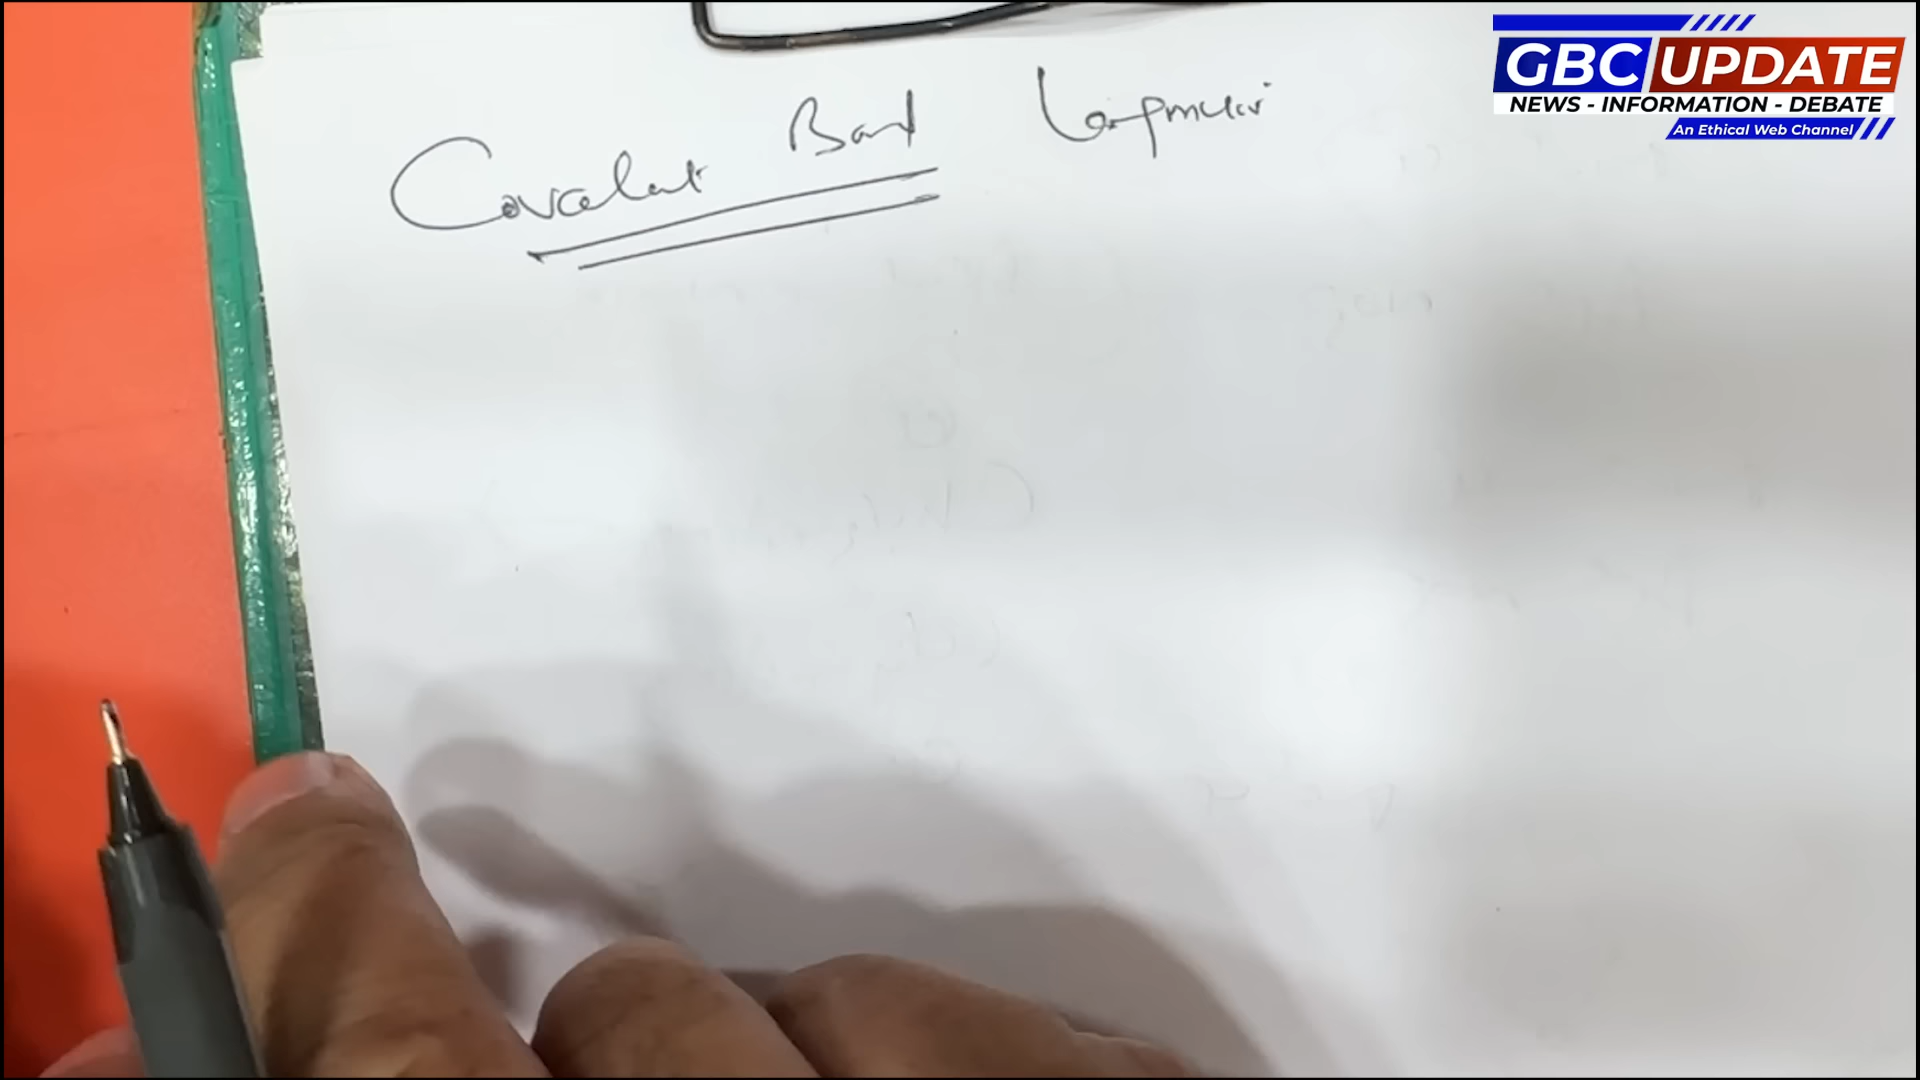 Covalent Bond
GBC UPDATE
NEWS - INFORMATION - DEBATE
An Ethical Web Channel